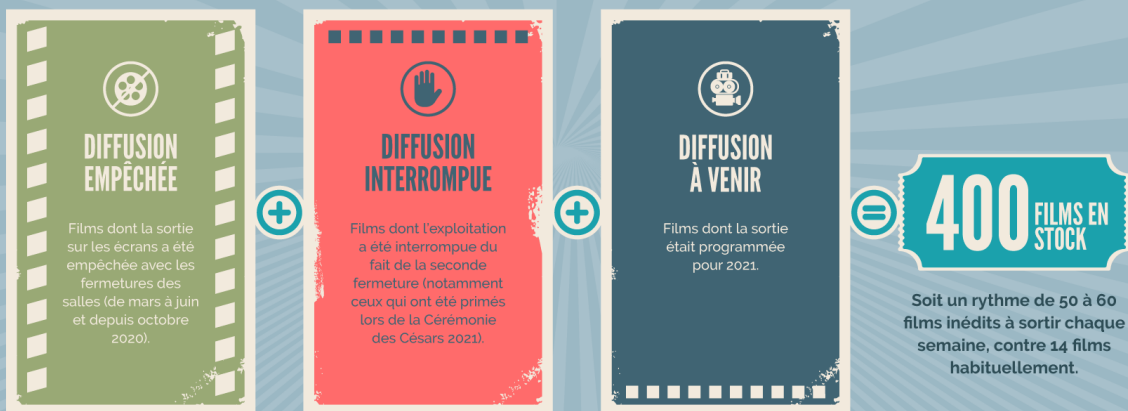 DIFFUSION
EMPÊCHÉE
Films dont la sortie
sur les écrans a été
empêchée avec les
fermetures des
salles (de mars à juin
et depuis octobre
2020).
DIFFUSION
INTERROMPUE
Films dont l'exploitation
a été interrompue du
fait de la seconde
fermeture (notamment
ceux qui ont été primés
lors de la Cérémonie
des Césars 2021).
DIFFUSION
À VENIR
Films dont la sortie
était programmée
pour 2021.
400 FILMS EN
STOCK
Soit un rythme de 50 à 60
films inédits à sortir chaque
semaine, contre 14 films
habituellement.